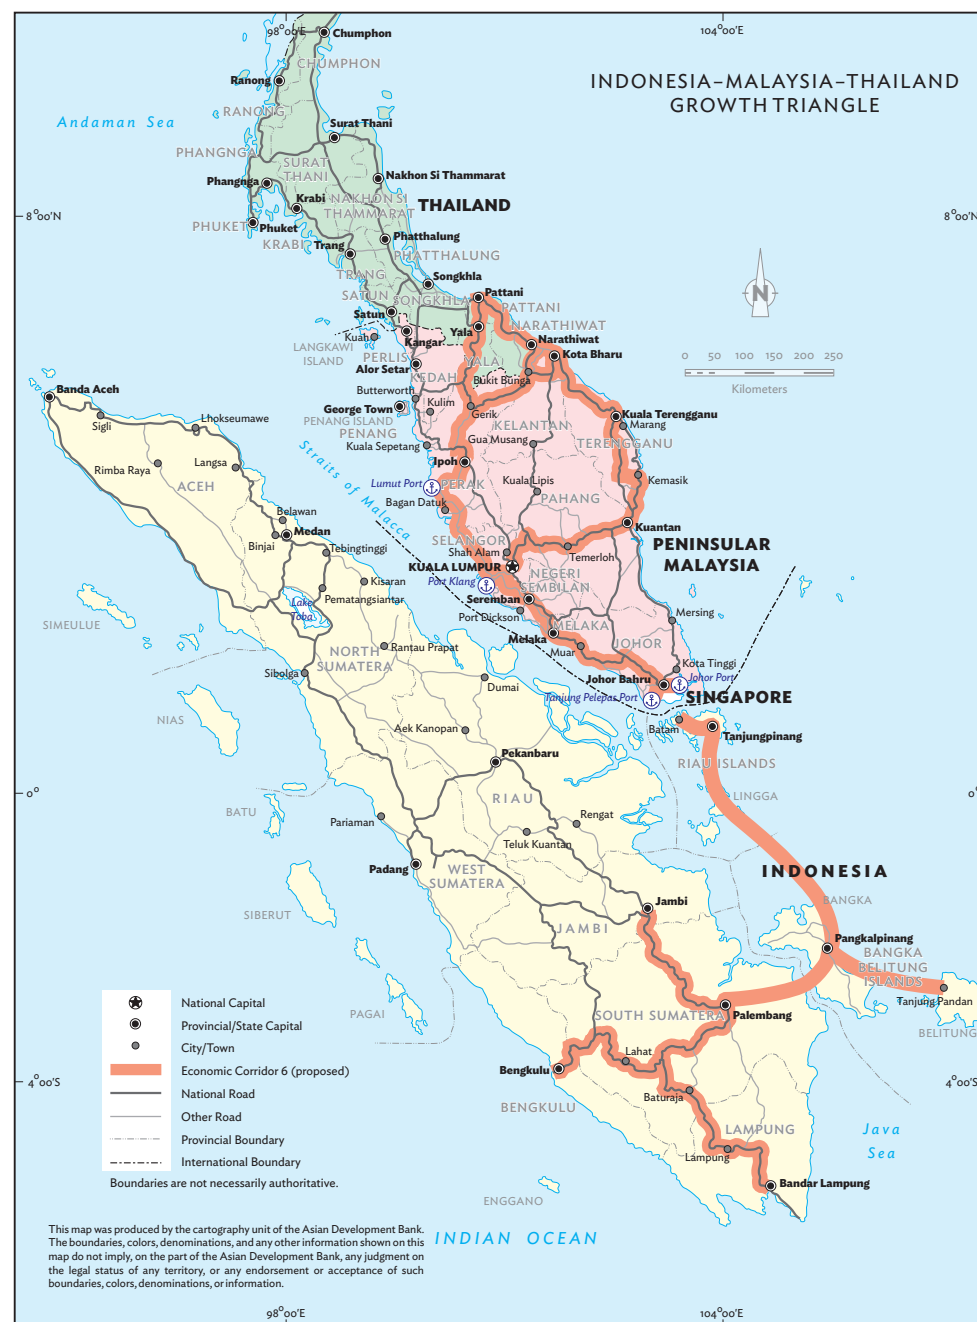 98°00'E
104°00'E
INDONESIA–MALAYSIA–THAILAND
GROWTH TRIANGLE
Chumphon
CHUMPHON
Ranong
RANONG
Andaman Sea
Surat Thani
PHANGNGA
SURAT
THANI
Phangnga
Nakhon Si Thammarat
Krabi
NAKHON SI
THAMMARAT
THAILAND
8°00'N
8°00'N
PHUKET
Phuket
KRABI
Trang
Phatthalung
PHATTHALUNG
TRANG
Songkhla
SATUN
SONGKHLA
Pattani
PATTANI
N
Satun
Yala
NARATHIWAT
Kuah
Kangar
Narathiwat
LANGKAWI
ISLAND
PERLIS
YALA
Kota Bharu
0 50 100 150 200 250
Kilometers
Alor Setar
KEDAH
Bukit Bunga
Banda Aceh
Butterworth
Kulim
George Town
Gerik
PENANG ISLAND
PENANG
KELANTAN
Kuala Terengganu
Marang
Sigli
Lhokseumawe
Kuala Sepetang
Gua Musang
TERENGGANU
Straits of Malacca
Rimba Raya
Langsa
Ipoh
Lumut Port
PERAK
Kuala Lipis
Kemasik
ACEH
Bagan Datuk
PAHANG
Belawan
Medan
Binjai
SELANGOR
Shah Alam
Kuantan
Temerloh
PENINSULAR
MALAYSIA
Tebingtinggi
KUALA LUMPUR
Port Klang
NEGERI
SEMBILAN
Kisaran
Pematangsiantar
Seremban
Port Dickson
Lake
Toba
SIMEULUE
Mersing
MELAKA
Melaka
Muar
JOHOR
NORTH
SUMATERA
Rantau Prapat
Sibolga
Kota Tinggi
Johor Bahru
Johor Port
Dumai
Tanjung Pelepas Port
SINGAPORE
NIAS
Aek Kanopan
Batam
Tanjungpinang
Pekanbaru
RIAU ISLANDS
0°
0°
RIAU
LINGGA
BATU
Pariaman
Rengat
Teluk Kuantan
Padang
WEST
SUMATERA
INDONESIA
BANGKA
Jambi
SIBERUT
JAMBI
Pangkalpinang
BANGKA
BELITUNG
ISLANDS
Tanjung Pandan
PAGAI
SOUTH SUMATERA
Palembang
BELITUNG
National Capital
Provincial/State Capital
City/Town
Economic Corridor 6 (proposed)
National Road
Other Road
Provincial Boundary
International Boundary
Boundaries are not necessarily authoritative.
Lahat
Bengkulu
4°00'S
4°00'S
Baturaja
BENGKULU
LAMPUNG
Java
Sea
Lampung
Bandar Lampung
ENGGANO
INDIAN OCEAN
This map was produced by the cartography unit of the Asian Development Bank.
The boundaries, colors, denominations, and any other information shown on this
map do not imply, on the part of the Asian Development Bank, any judgment on
the legal status of any territory, or any endorsement or acceptance of such
boundaries, colors, denominations, or information.
98°00'E
104°00'E